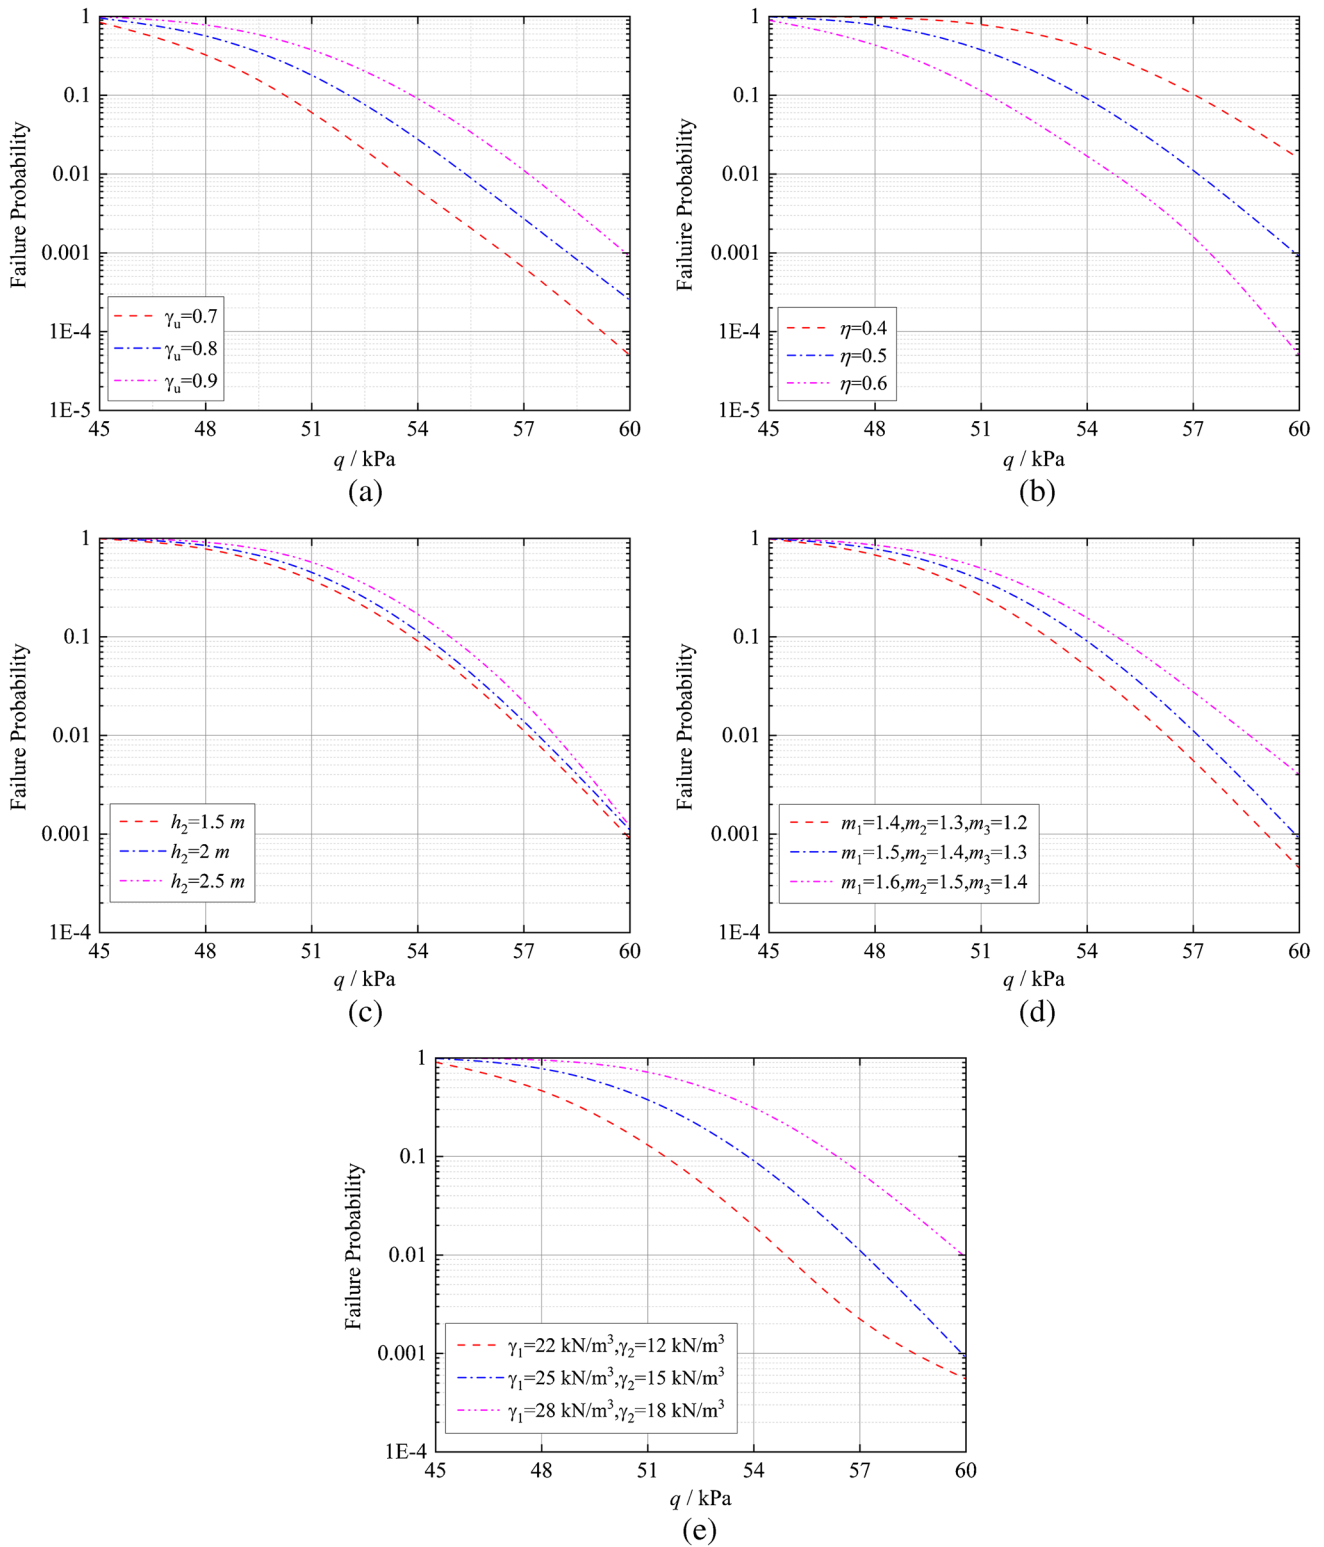 Failure Probability
1
0.1
0.01
0.001
1E-4
1E-5
γu=0.7
γu=0.8
γu=0.9
45 48 51 54 57 60
q / kPa
(a)
Faiuire Probability
1
0.1
0.01
0.001
1E-4
1E-5
η=0.4
η=0.5
η=0.6
45 48 51 54 57 60
q / kPa
(b)
Failure Probability
1
0.1
0.01
0.001
1E-4
h2=1.5 m
h2=2 m
h2=2.5 m
45 48 51 54 57 60
q / kPa
(c)
Failure Probability
1
0.1
0.01
0.001
1E-4
m1=1.4,m2=1.3,m3=1.2
m1=1.5,m2=1.4,m3=1.3
m1=1.6,m2=1.5,m3=1.4
45 48 51 54 57 60
q / kPa
(d)
Failure Probability
1
0.1
0.01
0.001
1E-4
γ1=22 kN/m³,γ2=12 kN/m³
γ1=25 kN/m³,γ2=15 kN/m³
γ1=28 kN/m³,γ2=18 kN/m³
45 48 51 54 57 60
q / kPa
(e)